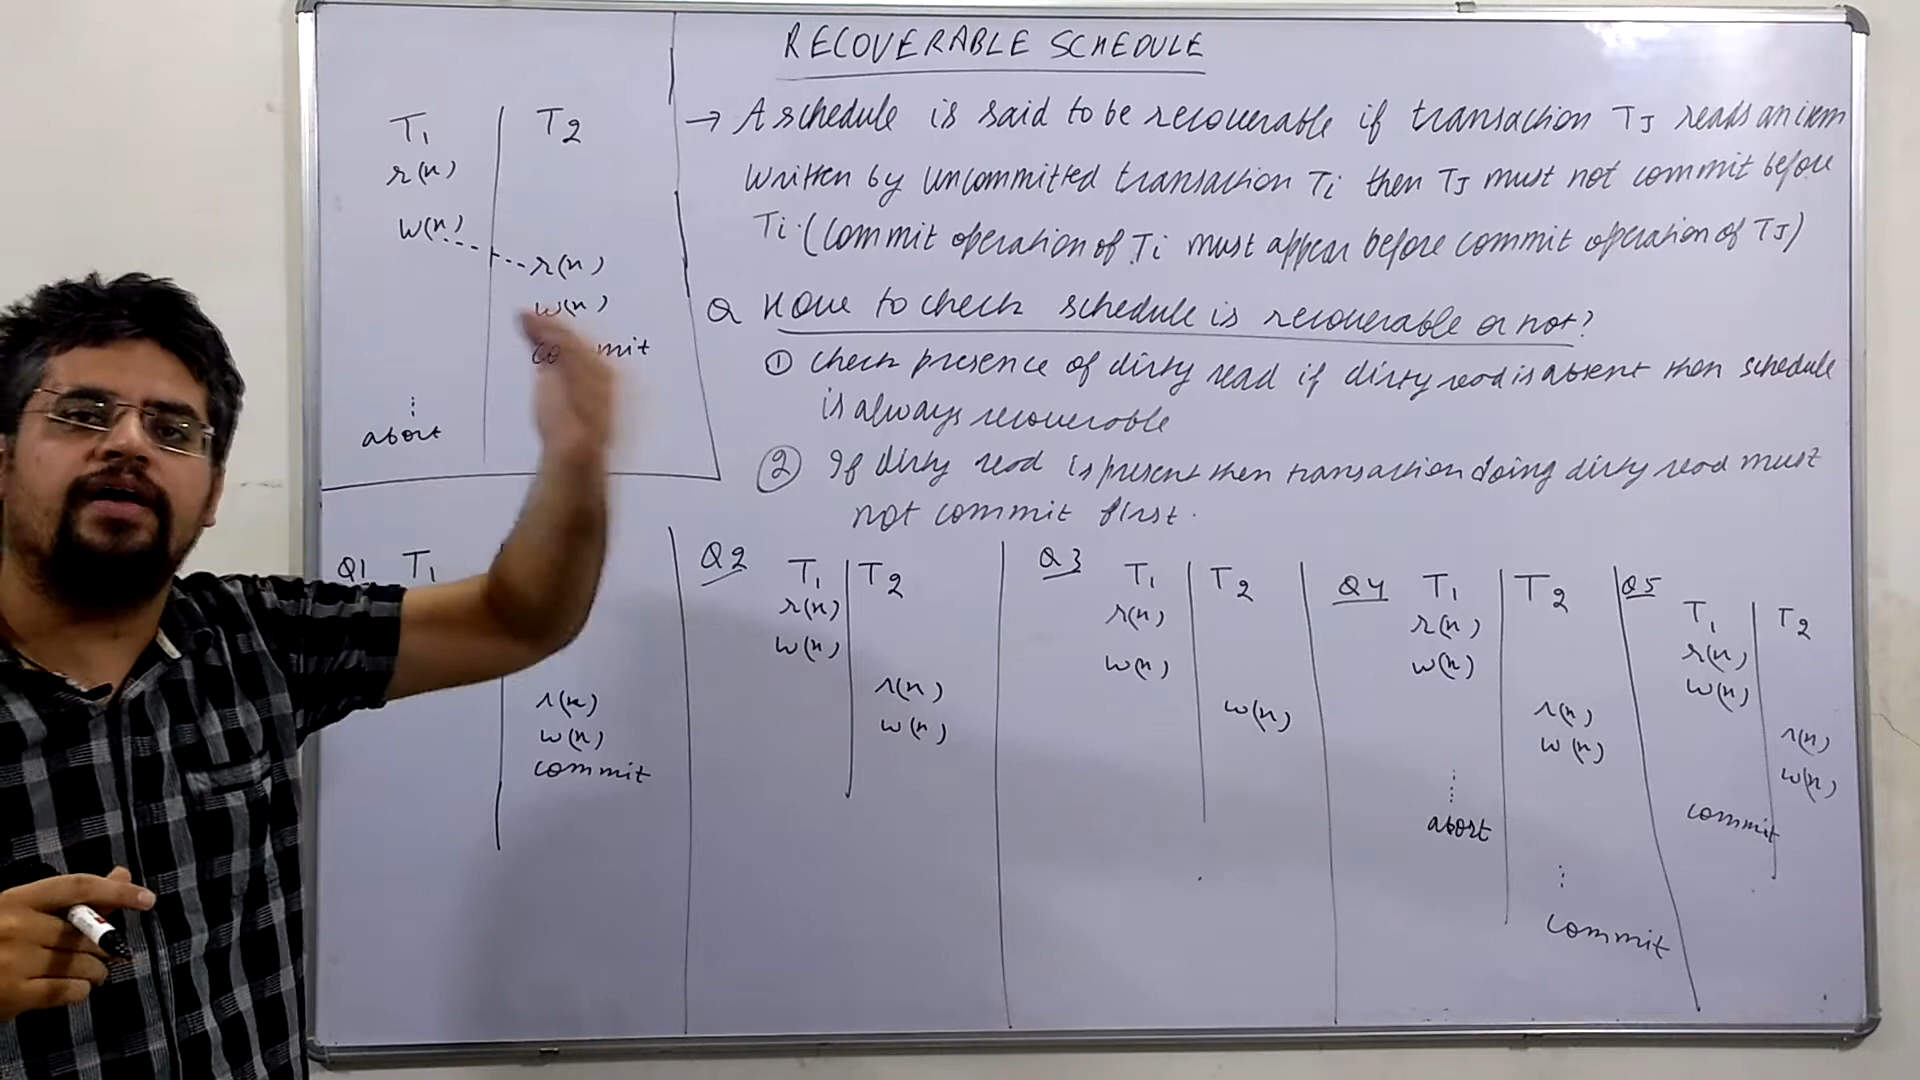 RECOVERABLE SCHEDULE
T1 T2
r(x)
w(x)
r(x)
w(x)
commit
abort
→ A schedule is said to be recoverable if transaction TJ reads an item
written by uncommitted transaction Ti then TJ must not commit before
Ti. (Commit operation of Ti must appear before commit operation of TJ)
Q How to check schedule is recoverable or not?
① Check presence of dirty read if dirty read is absent then schedule
is always recoverable
② If dirty read is present then transaction doing dirty read must
not commit first.
Q1 T1
r(x)
w(x)
commit
Q2 T1 T2
r(x)
w(x)
r(x)
w(x)
Q3 T1 T2
r(x)
w(x)
w(x)
Q4 T1 T2
r(x)
w(x)
r(x)
w(x)
abort
commit
Q5 T1 T2
r(x)
w(x)
r(x)
w(x)
commit